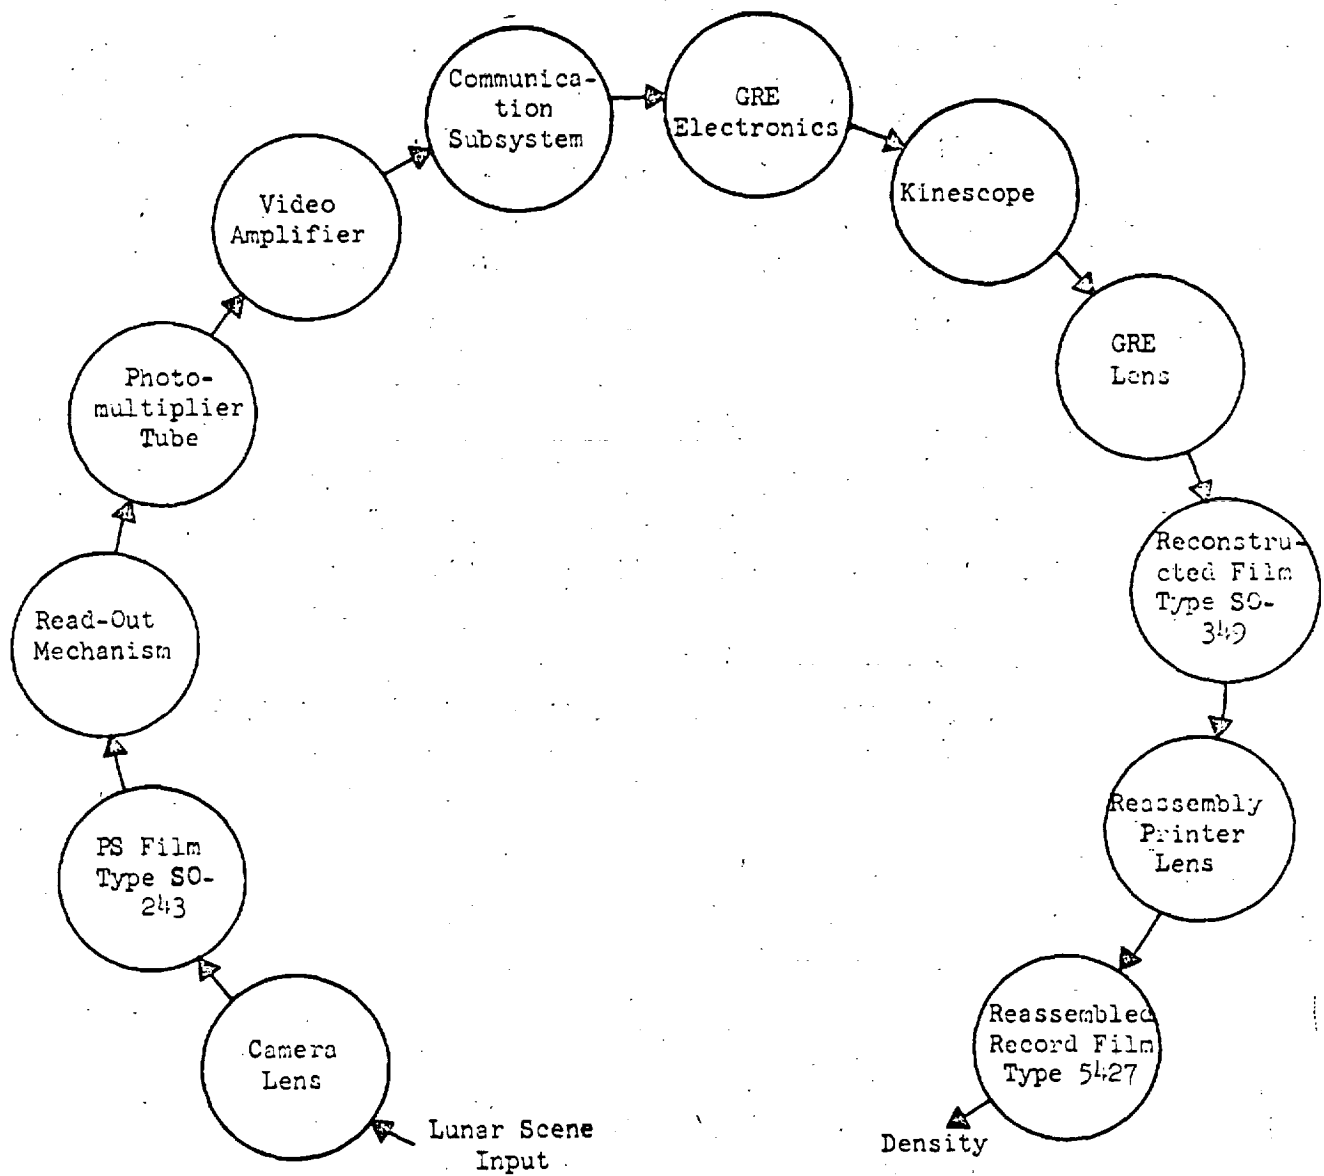 Communica-
tion
Subsystem
GRE
Electronics
Kinescope
Video
Amplifier
GRE
Lens
Photo-
multiplier
Tube
Reconstru-
cted Film
Type SO-
349
Read-Out
Mechanism
Reassembly
Printer
Lens
PS Film
Type SO-
243
Reassembled
Record Film
Type 5427
Camera
Lens
Lunar Scene
Input
Density